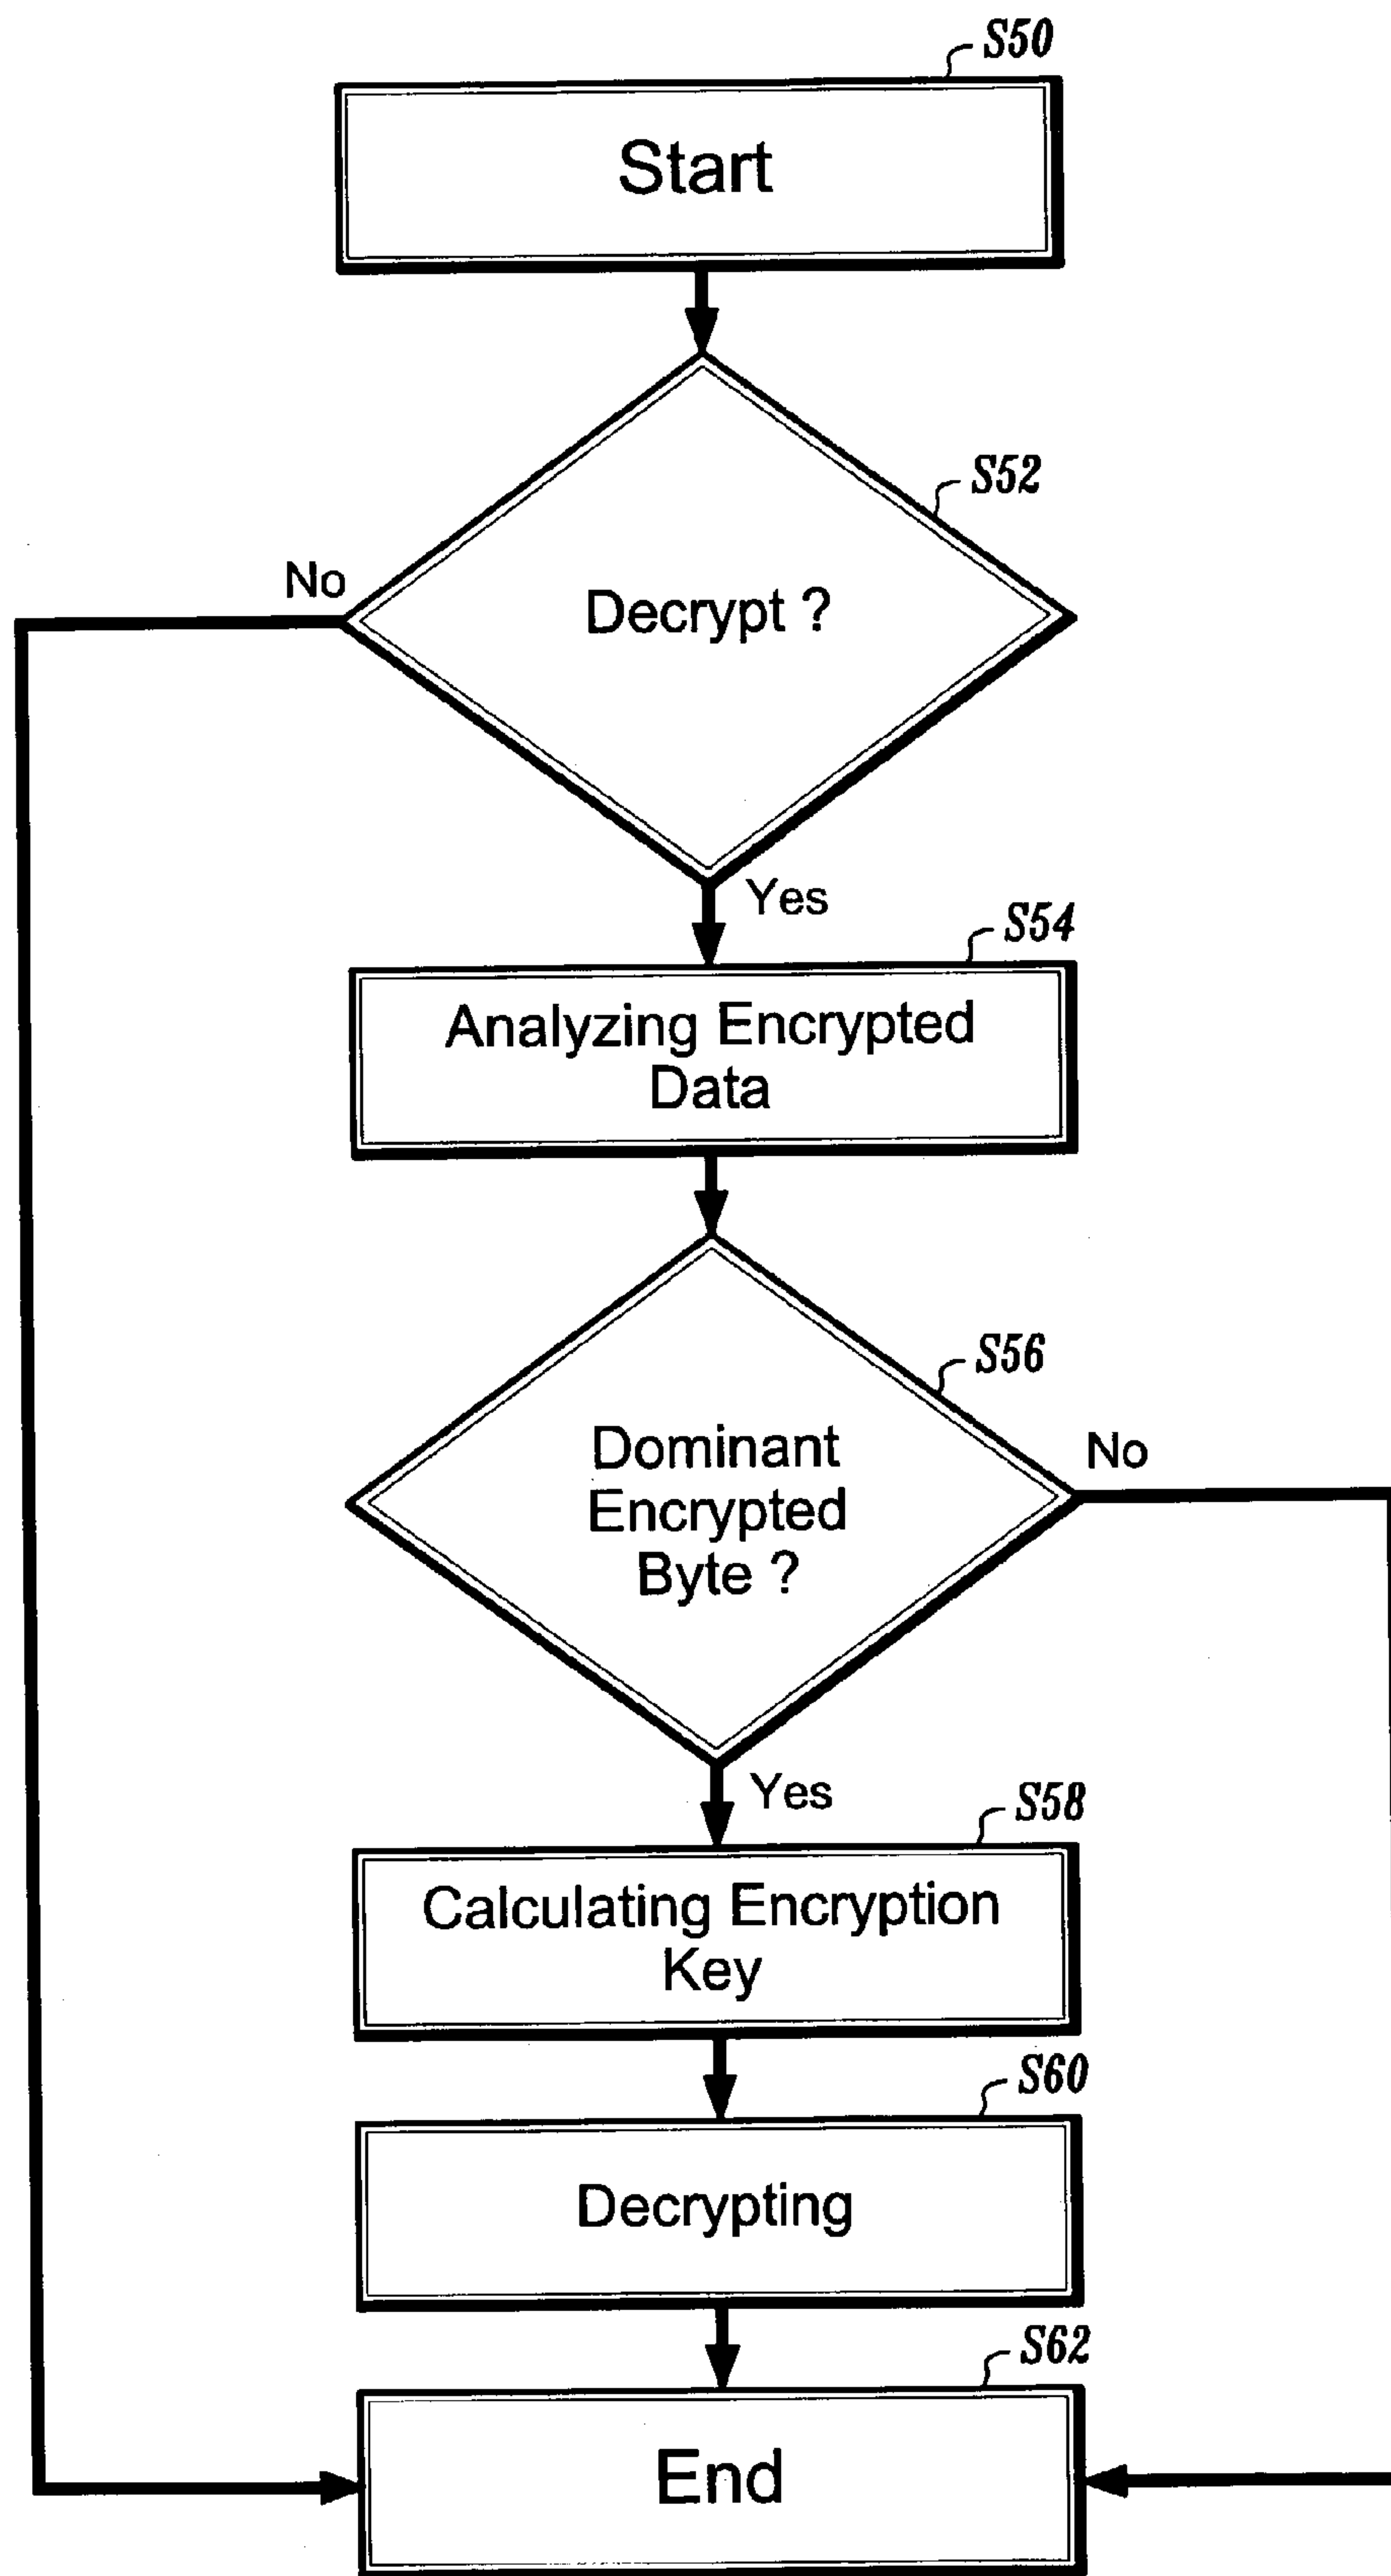 S50
Start
S52
No
Decrypt ?
Yes
S54
Analyzing Encrypted
Data
S56
No
Dominant
Encrypted
Byte ?
Yes
S58
Calculating Encryption
Key
S60
Decrypting
S62
End